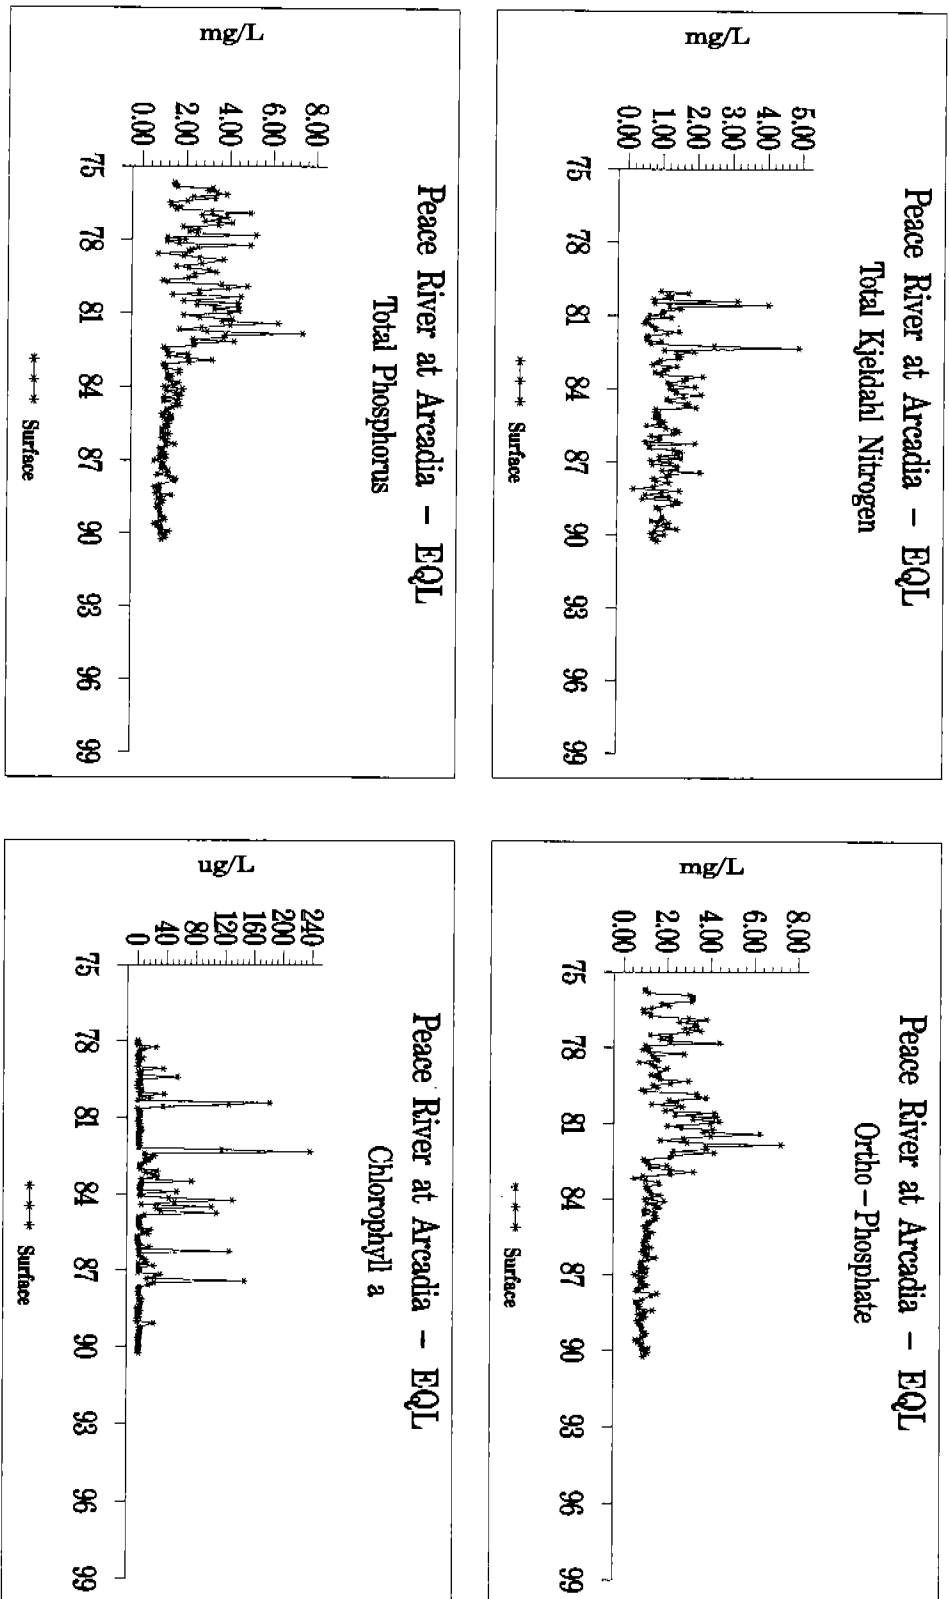 Peace River at Arcadia – EQL
Total Kjeldahl Nitrogen
mg/L
5.00
4.00
3.00
2.00
1.00
0.00
75 78 81 84 87 90 93 96 99
Surface
Peace River at Arcadia – EQL
Ortho-Phosphate
mg/L
8.00
6.00
4.00
2.00
0.00
75 78 81 84 87 90 93 96 99
Surface
Peace River at Arcadia – EQL
Total Phosphorus
mg/L
8.00
6.00
4.00
2.00
0.00
75 78 81 84 87 90 93 96 99
Surface
Peace River at Arcadia – EQL
Chlorophyll a
ug/L
240
200
160
120
80
40
0
75 78 81 84 87 90 93 96 99
Surface